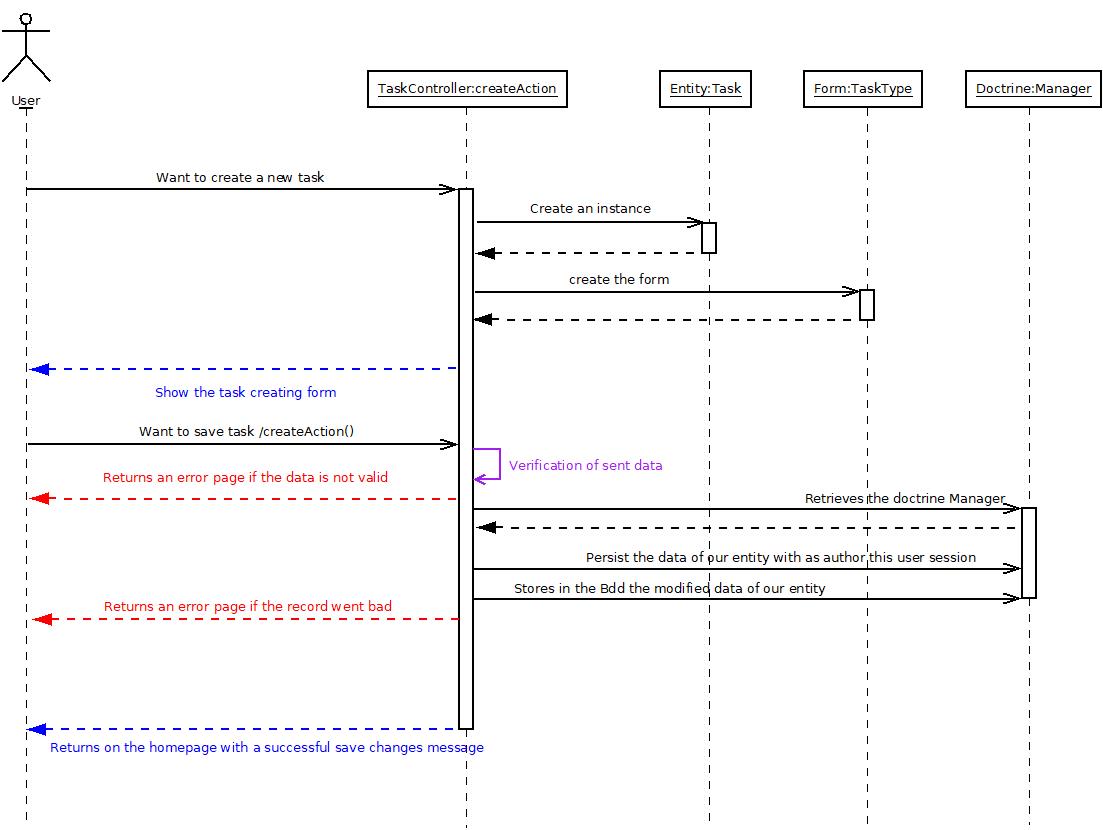 User
TaskController:createAction
Entity:Task
Form:TaskType
Doctrine:Manager
Want to create a new task
Create an instance
create the form
Show the task creating form
Want to save task /createAction()
Verification of sent data
Returns an error page if the data is not valid
Retrieves the doctrine Manager
Persist the data of our entity with as author this user session
Stores in the Bdd the modified data of our entity
Returns an error page if the record went bad
Returns on the homepage with a successful save changes message